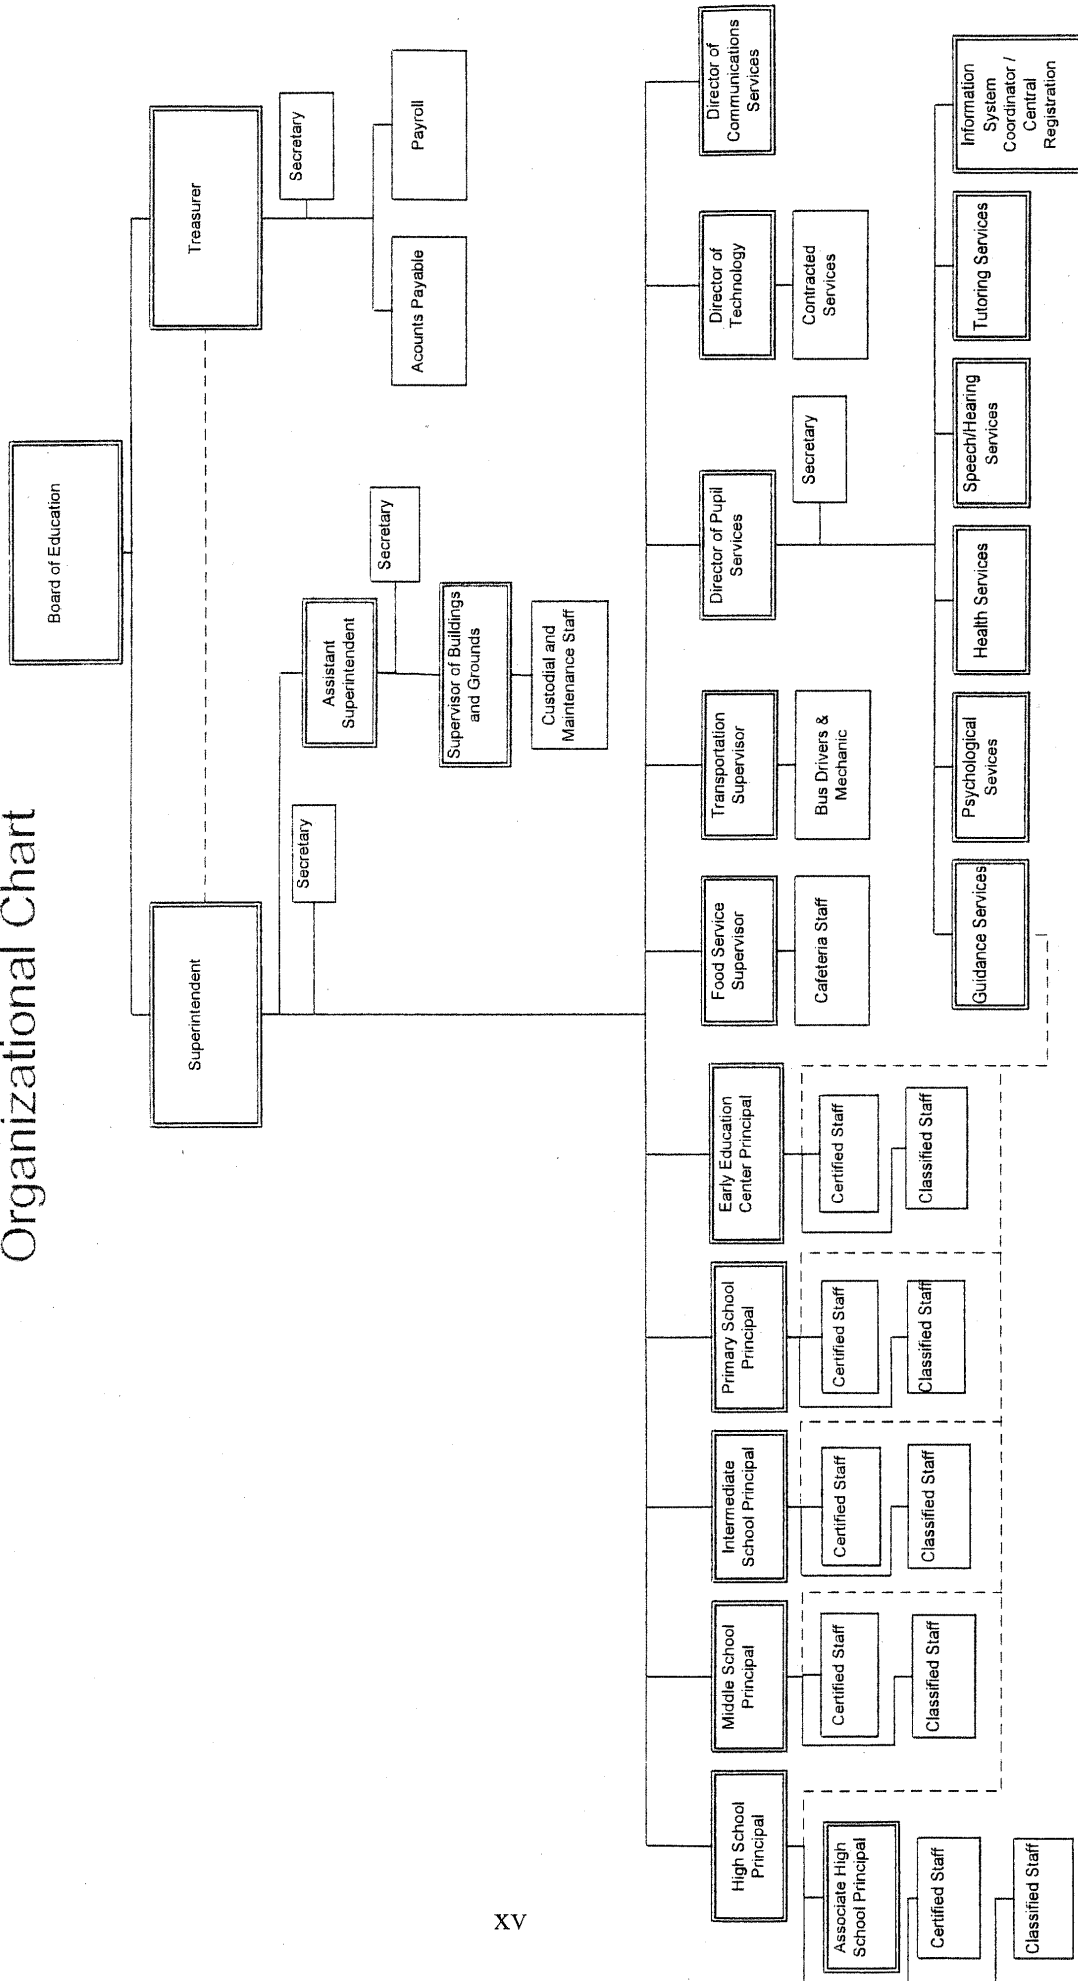 Organizational Chart
Board of Education
Superintendent
Treasurer
Secretary
Acounts Payable
Payroll
Secretary
Assistant
Superintendent
Secretary
Supervisor of Buildings
and Grounds
Custodial and
Maintenance Staff
High School
Principal
Middle School
Principal
Intermediate
School Principal
Primary School
Principal
Early Education
Center Principal
Food Service
Supervisor
Transportation
Supervisor
Director of Pupil
Services
Director of
Technology
Director of
Communications
Services
Associate High
School Principal
Certified Staff
Classified Staff
Certified Staff
Classified Staff
Certified Staff
Classified Staff
Certified Staff
Classified Staff
Certified Staff
Classified Staff
Cafeteria Staff
Bus Drivers &
Mechanic
Secretary
Contracted
Services
Guidance Services
Psychological
Sevices
Health Services
Speech/Hearing
Services
Tutoring Services
Information
System
Coordinator /
Central
Registration
xv